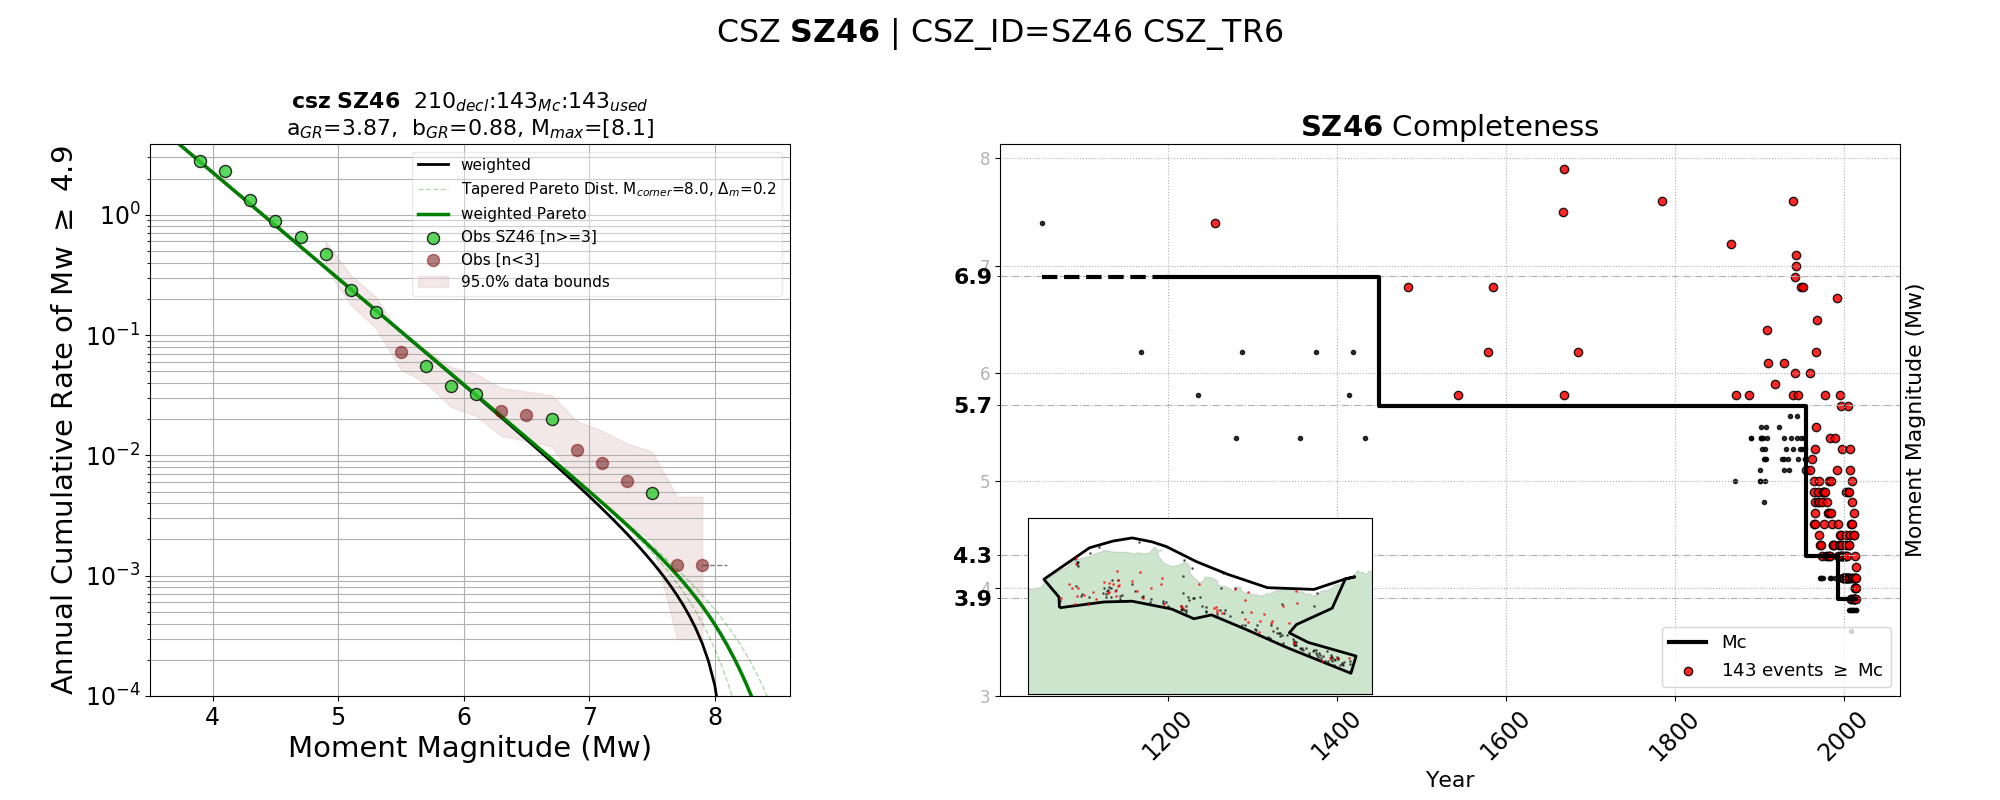 CSZ SZ46 | CSZ_ID=SZ46 CSZ_TR6
csz SZ46 210decl:143Mc:143used
aGR=3.87, bGR=0.88, Mmax=[8.1]
Annual Cumulative Rate of Mw ≥ 4.9
10^0
10^−1
10^−2
10^−3
10^−4
weighted
Tapered Pareto Dist. Mcorner=8.0, Δm=0.2
weighted Pareto
Obs SZ46 [n>=3]
Obs [n<3]
95.0% data bounds
4 5 6 7 8
Moment Magnitude (Mw)
SZ46 Completeness
8
7
6.9
6
5.7
5
4.3
4
3.9
3
Moment Magnitude (Mw)
Mc
143 events ≥ Mc
1200 1400 1600 1800 2000
Year